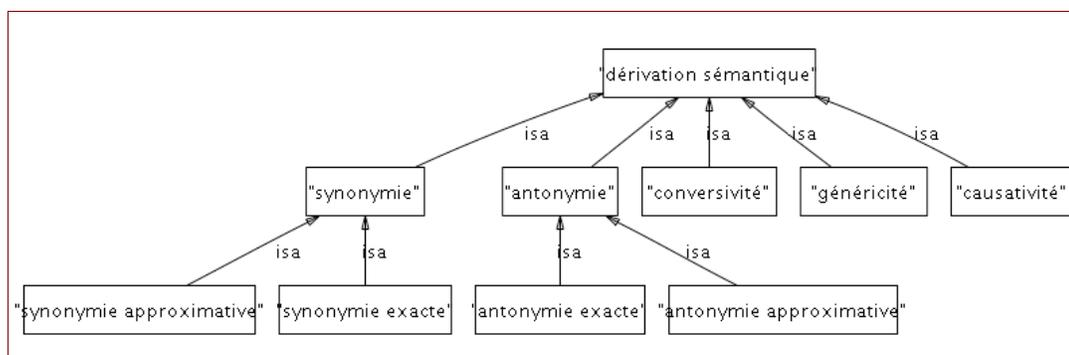 "dérivation sémantique"
isa isa isa isa isa
"synonymie" "antonymie" "conversivité" "généricité" "causativité"
isa isa isa isa
"synonymie approximative" "synonymie exacte" "antonymie exacte" "antonymie approximative"